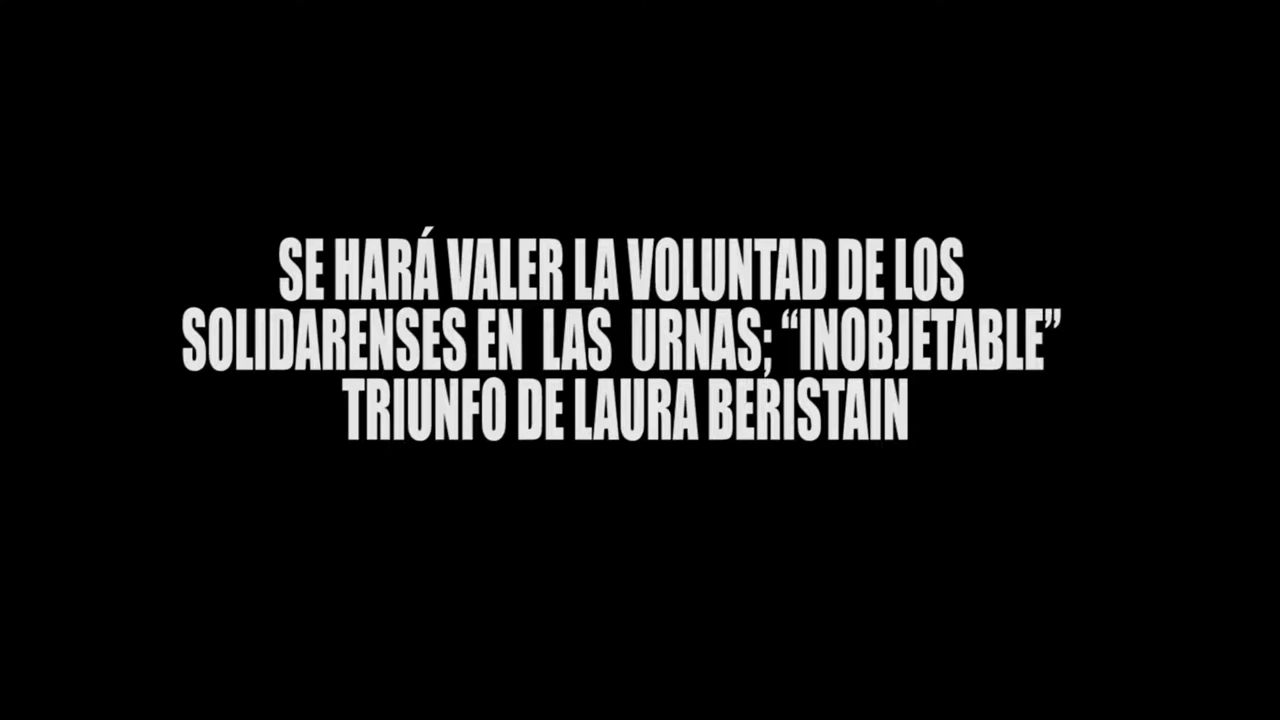 SE HARÁ VALER LA VOLUNTAD DE LOS
SOLIDARENSES EN LAS URNAS; “INOBJETABLE”
TRIUNFO DE LAURA BERISTAIN